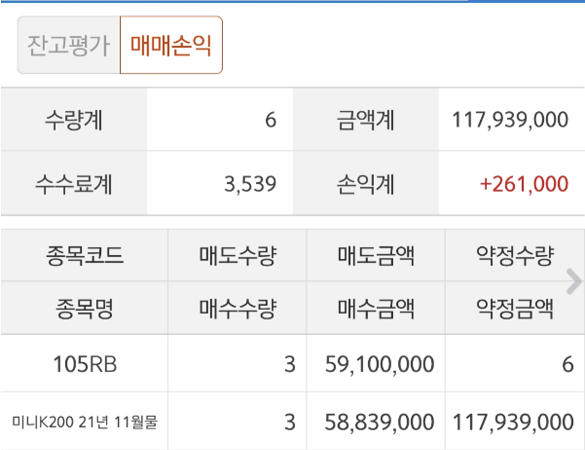 잔고평가 매매손익
수량계 6 금액계 117,939,000
수수료계 3,539 손익계 +261,000
종목코드 매도수량 매도금액 약정수량
종목명 매수수량 매수금액 약정금액
105RB 3 59,100,000 6
미니K200 21년 11월물 3 58,839,000 117,939,000